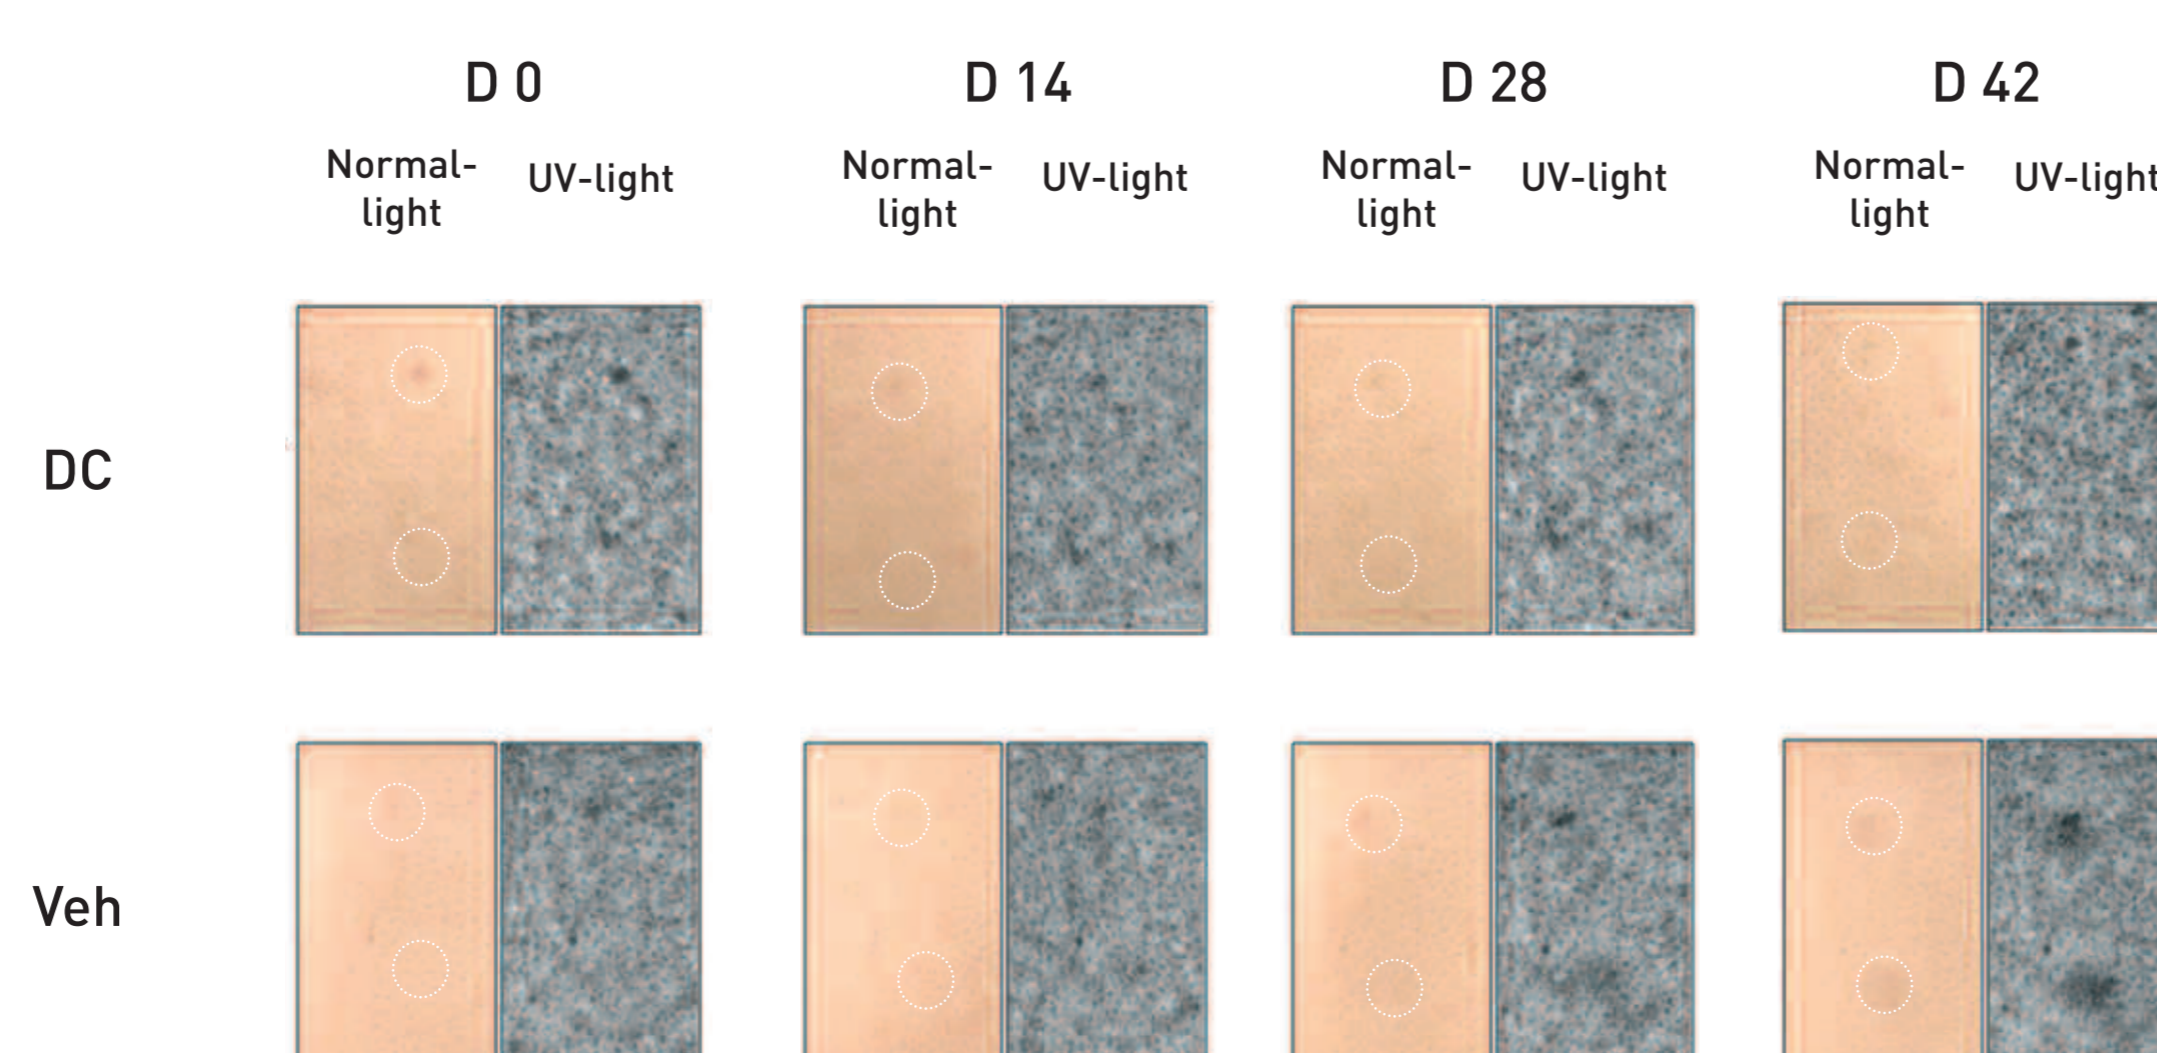 D 0 D 14 D 28 D 42
Normal- UV-light Normal- UV-light Normal- UV-light Normal- UV-light
light light light light
DC
Veh